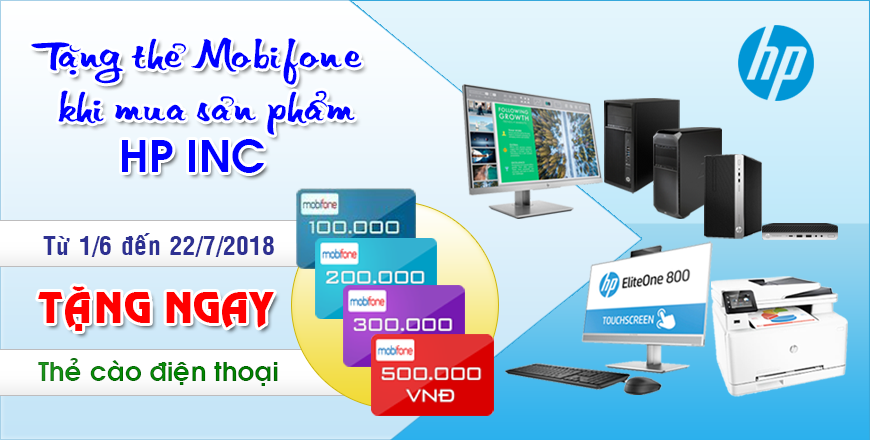 Tặng thẻ Mobifone
khi mua sản phẩm
HP INC
Từ 1/6 đến 22/7/2018
TẶNG NGAY
Thẻ cào điện thoại
mobifone
100.000
mobifone
200.000
mobifone
300.000
mobifone
500.000
VNĐ
hp
FOLLOWING
GROWTH
hp EliteOne 800
TOUCHSCREEN